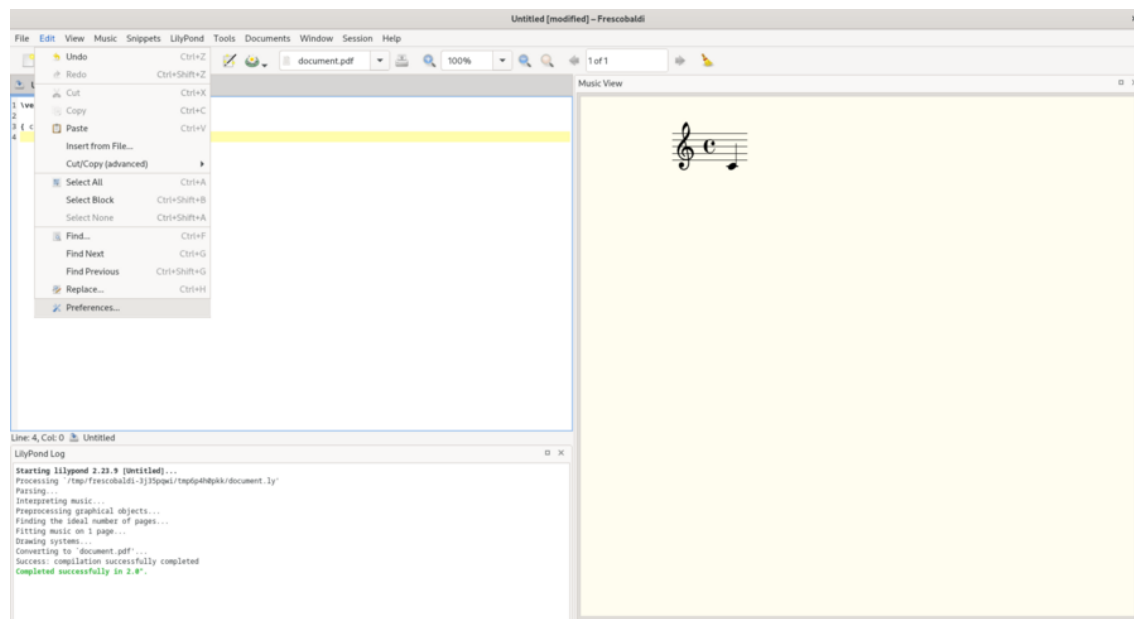 Untitled [modified] – Frescobaldi
File Edit View Music Snippets LilyPond Tools Documents Window Session Help
Undo Ctrl+Z
document.pdf 100% 1 of 1
Redo Ctrl+Shift+Z
Music View
Cut Ctrl+X
Copy Ctrl+C
Paste Ctrl+V
Insert from File...
Cut/Copy (advanced)
Select All Ctrl+A
Select Block Ctrl+Shift+B
Select None Ctrl+Shift+A
Find... Ctrl+F
Find Next Ctrl+G
Find Previous Ctrl+Shift+G
Replace... Ctrl+H
Preferences...
1 \ve
2
3 { c
4
Line: 4, Col: 0 Untitled
LilyPond Log
Starting lilypond 2.23.9 [Untitled]...
Processing `/tmp/frescobaldi-3j35pqwi/tmp6p4h0pkk/document.ly'
Parsing...
Interpreting music...
Preprocessing graphical objects...
Finding the ideal number of pages...
Fitting music on 1 page...
Drawing systems...
Converting to `document.pdf'...
Success: compilation successfully completed
Completed successfully in 2.0".